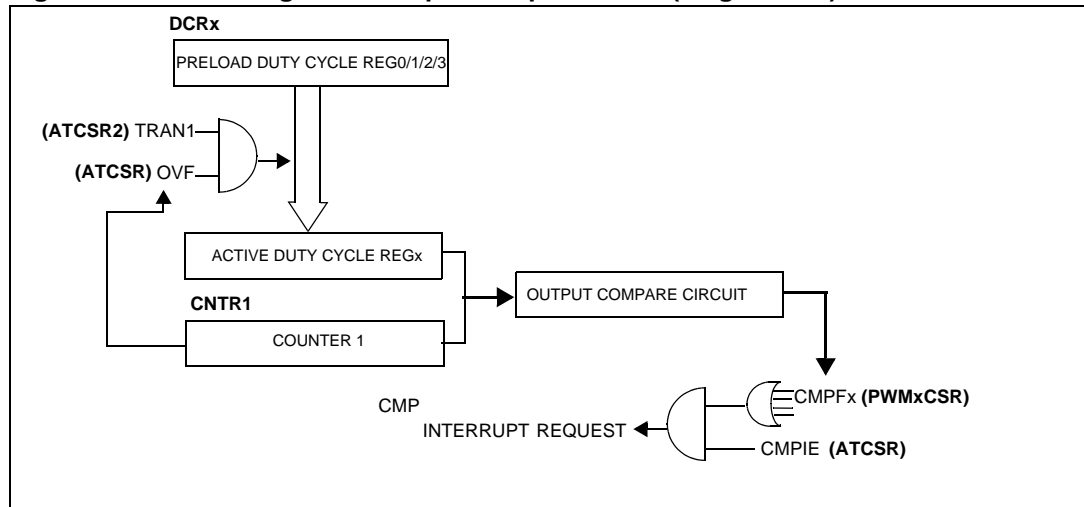 DCRx
PRELOAD DUTY CYCLE REG0/1/2/3
(ATCSR2) TRAN1
(ATCSR) OVF
ACTIVE DUTY CYCLE REGx
CNTR1
OUTPUT COMPARE CIRCUIT
COUNTER 1
CMPFx (PWMxCSR)
CMP
INTERRUPT REQUEST
CMPIE (ATCSR)